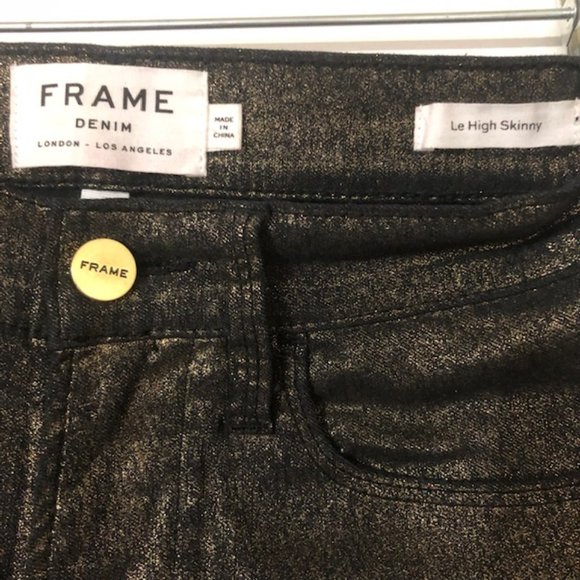 FRAME
DENIM
LONDON - LOS ANGELES
MADE
IN
CHINA
Le High Skinny
FRAME